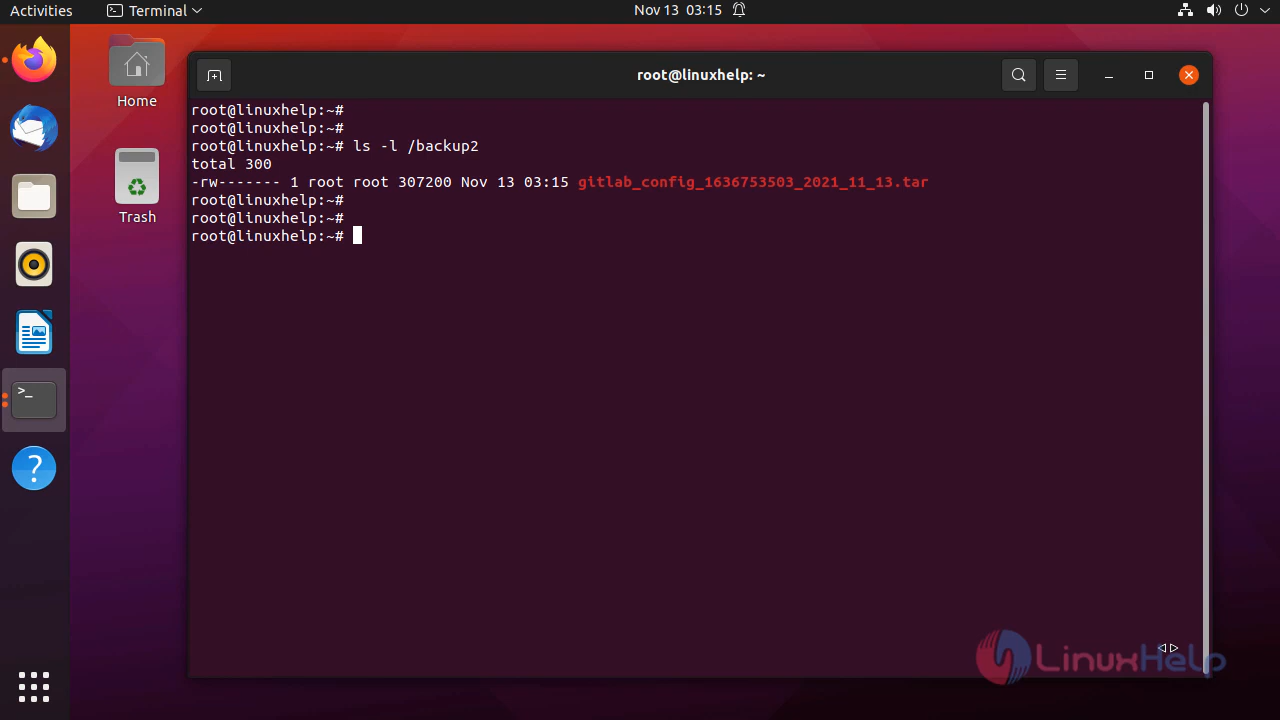 Activities
Terminal
Nov 13 03:15
Home
Trash
root@linuxhelp: ~
root@linuxhelp:~#
root@linuxhelp:~#
root@linuxhelp:~# ls -l /backup2
total 300
-rw------- 1 root root 307200 Nov 13 03:15 gitlab_config_1636753503_2021_11_13.tar
root@linuxhelp:~#
root@linuxhelp:~#
root@linuxhelp:~#
>_
?
LinuxHelp